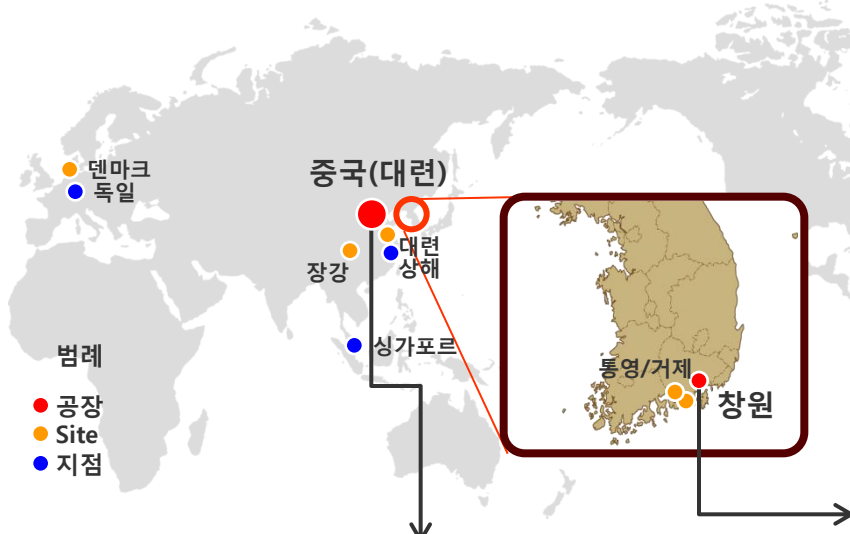 덴마크
독일
중국(대련)
대련
상해
장강
싱가포르
통영/거제
창원
범례
공장
Site
지점